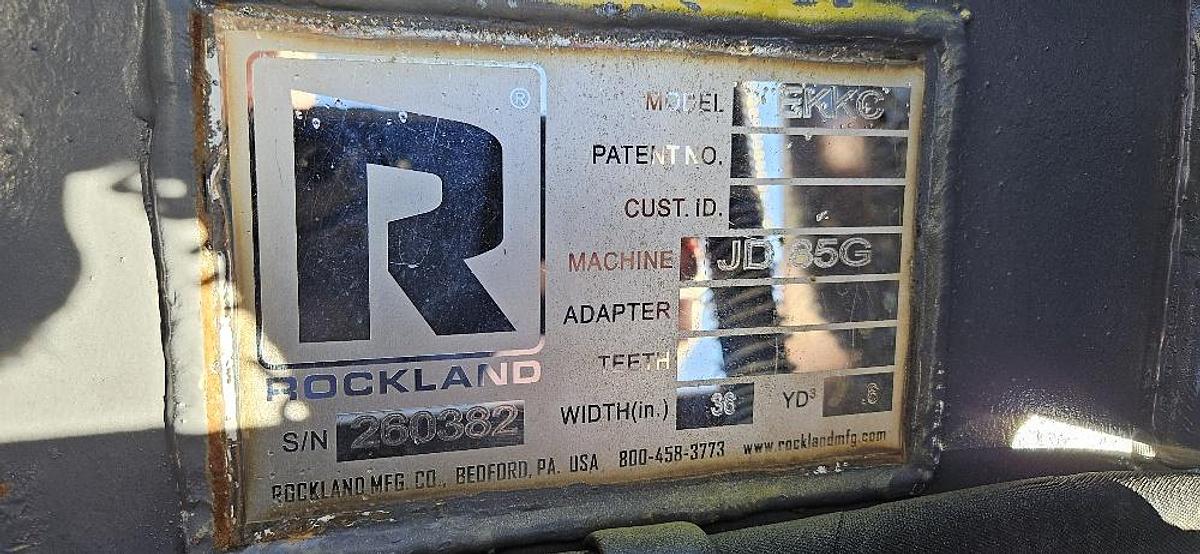 R ®
ROCKLAND
S/N 260382
MODEL EKKC
PATENT NO.
CUST. ID.
MACHINE JD 85G
ADAPTER
TEETH
WIDTH(in.) 36 YD³ .6
ROCKLAND MFG. CO., BEDFORD, PA. USA 800-458-3773 www.rocklandmfg.com